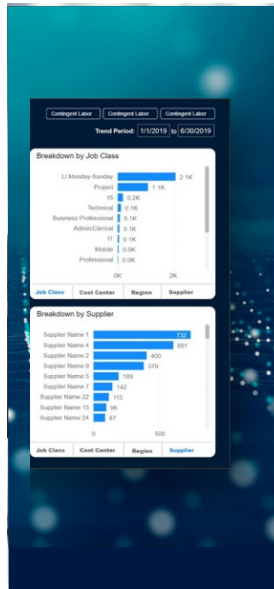 Contingent Labor Contingent Labor Contingent Labor
Trend Period: 1/1/2019 to 6/30/2019
Breakdown by Job Class
LI Monday-Sunday 2.1K
Project 1.1K
IS 0.2K
Technical 0.1K
Business Professional 0.1K
Admin/Clerical 0.1K
IT 0.1K
Mobile 0.0K
Professional 0.0K
0K 2K
Job Class Cost Center Region Supplier
Breakdown by Supplier
Supplier Name 1 732
Supplier Name 4 601
Supplier Name 2 400
Supplier Name 9 379
Supplier Name 5 189
Supplier Name 7 142
Supplier Name 22 115
Supplier Name 15 96
Supplier Name 24 87
0 500
Job Class Cost Center Region Supplier